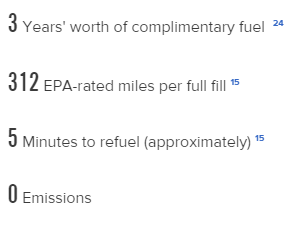 3 Years' worth of complimentary fuel 24
312 EPA-rated miles per full fill 15
5 Minutes to refuel (approximately) 15
0 Emissions